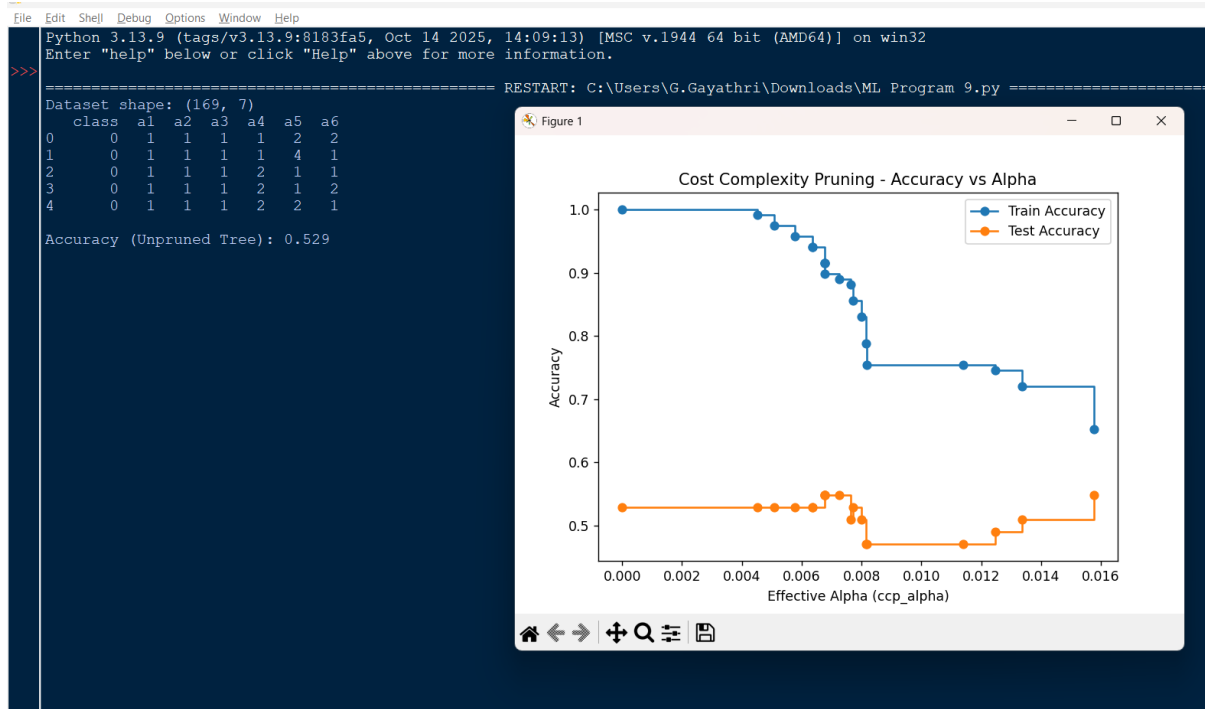 File Edit Shell Debug Options Window Help
Python 3.13.9 (tags/v3.13.9:8183fa5, Oct 14 2025, 14:09:13) [MSC v.1944 64 bit (AMD64)] on win32
Enter "help" below or click "Help" above for more information.
>>>
================================================ RESTART: C:\Users\G.Gayathri\Downloads\ML Program 9.py =====================
Dataset shape: (169, 7)
class a1 a2 a3 a4 a5 a6
0 0 1 1 1 1 2 2
1 0 1 1 1 1 4 1
2 0 1 1 1 2 1 1
3 0 1 1 1 2 1 2
4 0 1 1 1 2 2 1
Accuracy (Unpruned Tree): 0.529
Figure 1
Cost Complexity Pruning - Accuracy vs Alpha
Train Accuracy
Test Accuracy
1.0
0.9
0.8
0.7
0.6
0.5
Accuracy
0.000 0.002 0.004 0.006 0.008 0.010 0.012 0.014 0.016
Effective Alpha (ccp_alpha)